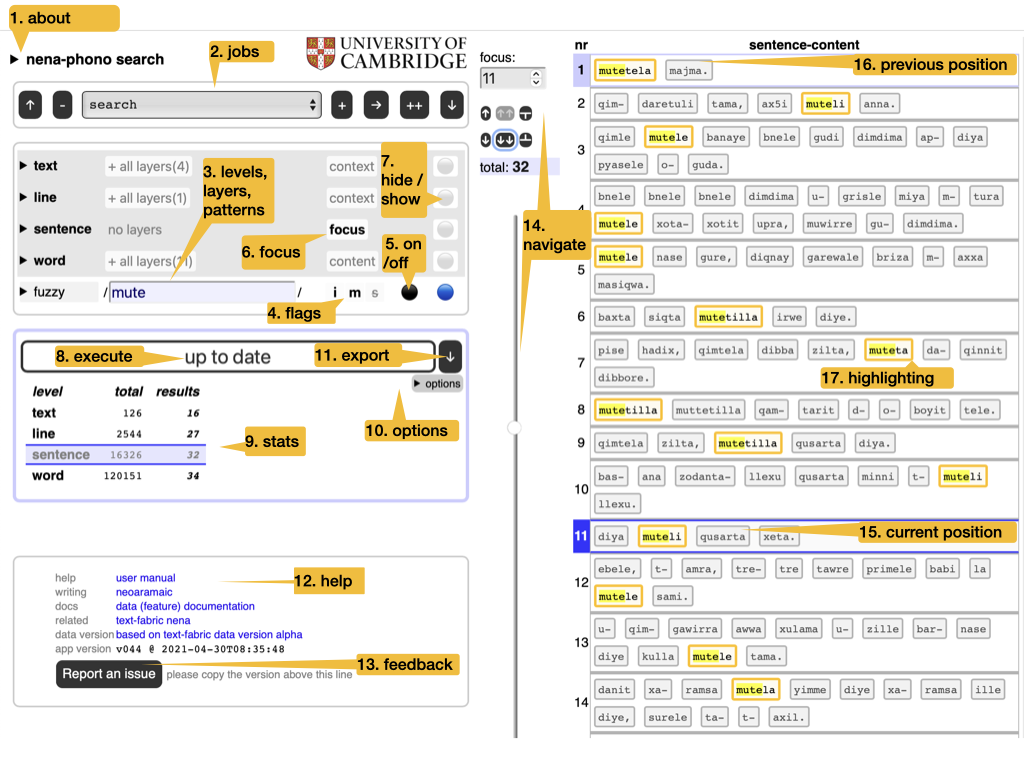 1. about
▶ nena-phono search
2. jobs
UNIVERSITY OF
CAMBRIDGE
↑ - search + → ++ ↓
▶ text + all layers(4) context
▶ line + all layers(1) context
▶ sentence no layers focus
▶ word + all layers(11) content
▶ fuzzy / mute / i m s
3. levels,
layers,
patterns
7.
hide /
show
6. focus
5. on
/off
4. flags
8. execute
up to date
11. export
↓
▶ options
10. options
level total results
text 126 16
line 2544 27
sentence 16326 32
word 120151 34
9. stats
help user manual
writing neoaramaic
docs data (feature) documentation
related text-fabric nena
data version based on text-fabric data version alpha
app version v044 @ 2021-04-30T08:35:48
Report an issue please copy the version above this line
12. help
13. feedback
focus:
11
total: 32
14.
navigate
nr sentence-content
1 mutetela majma.
16. previous position
2 qim- daretuli tama, ax5i muteli anna.
3 qimle mutele banaye bnele gudi dimdima ap- diya
pyasele o- guda.
4 bnele bnele bnele dimdima u- grisle miya m- tura
mutele xota- xotit upra, muwirre gu- dimdima.
5 mutele nase gure, diqnay garewale briza m- axxa
masiqwa.
6 baxta siqta mutetilla irwe diye.
7 pise hadix, qimtela dibba zilta, muteta da- qinnit
dibbore.
17. highlighting
8 mutetilla muttetilla qam- tarit d- o- boyit tele.
9 qimtela zilta, mutetilla qusarta diya.
10 bas- ana zodanta- llexu qusarta minni t- muteli
llexu.
11 diya muteli qusarta xeta.
15. current position
12 ebele, t- amra, tre- tre tawre primele babi la
mutele sami.
13 u- qim- gawirra awwa xulama u- zille bar- nase
diye kulla mutele tama.
14 danit xa- ramsa mutela yimme diye xa- ramsa ille
diye, surele ta- t- axil.